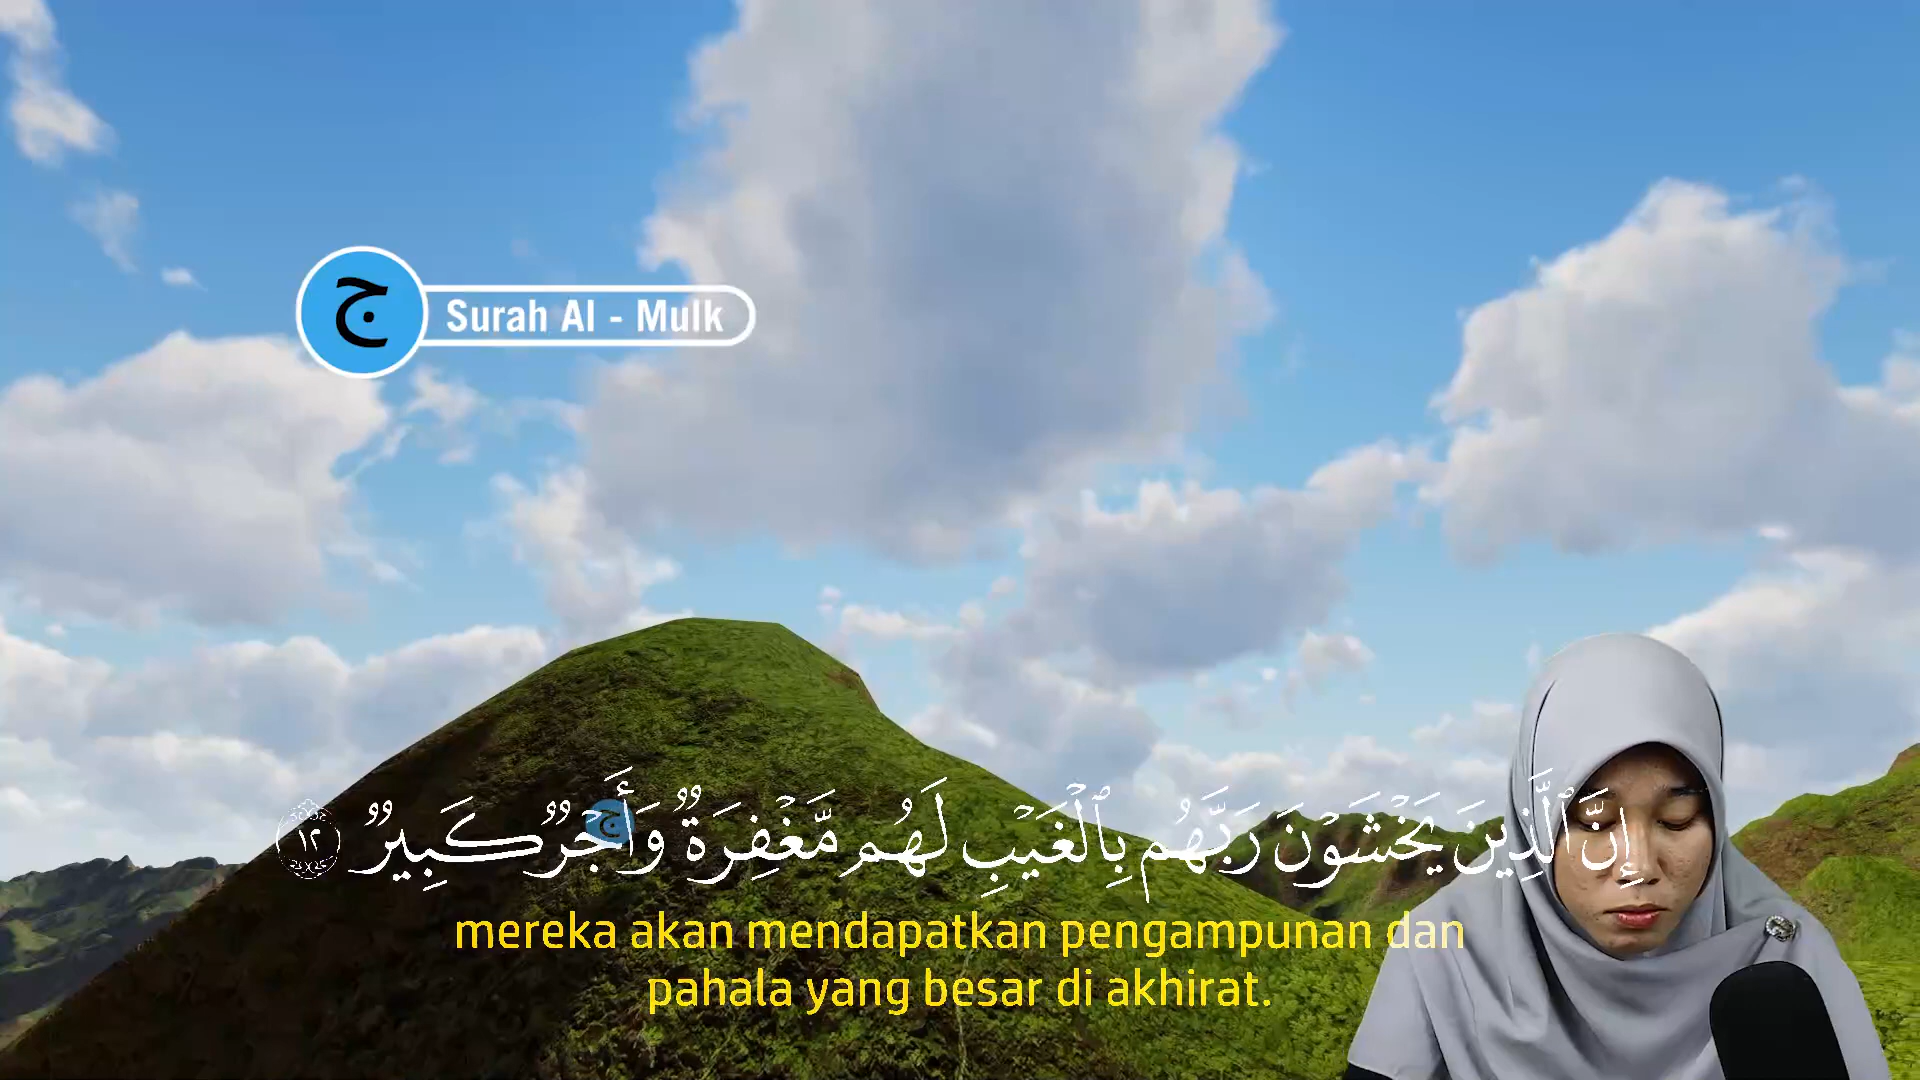 ج
Surah Al - Mulk
إِنَّ ٱلَّذِينَ يَخْشَوْنَ رَبَّهُم بِٱلْغَيْبِ لَهُم مَّغْفِرَةٌ وَأَجْرٌ كَبِيرٌ ١٢
ج
mereka akan mendapatkan pengampunan dan
pahala yang besar di akhirat.